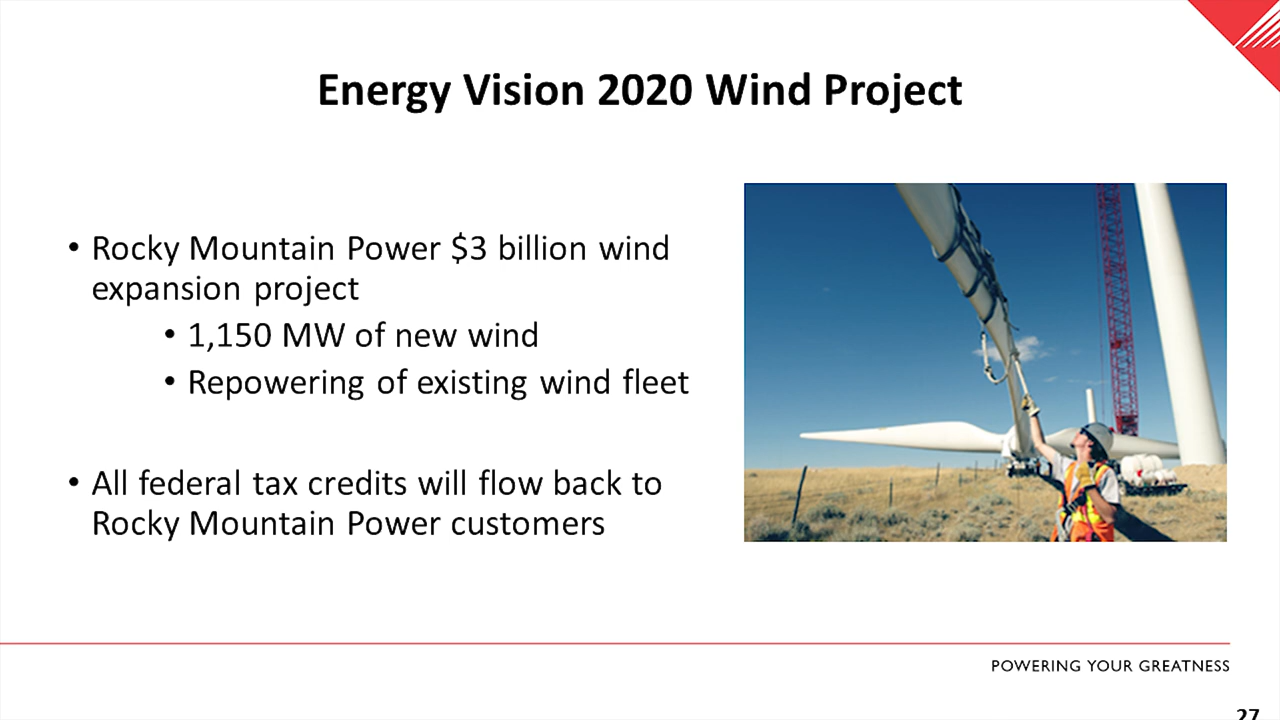 Energy Vision 2020 Wind Project
• Rocky Mountain Power $3 billion wind
expansion project
• 1,150 MW of new wind
• Repowering of existing wind fleet
• All federal tax credits will flow back to
Rocky Mountain Power customers
POWERING YOUR GREATNESS
27